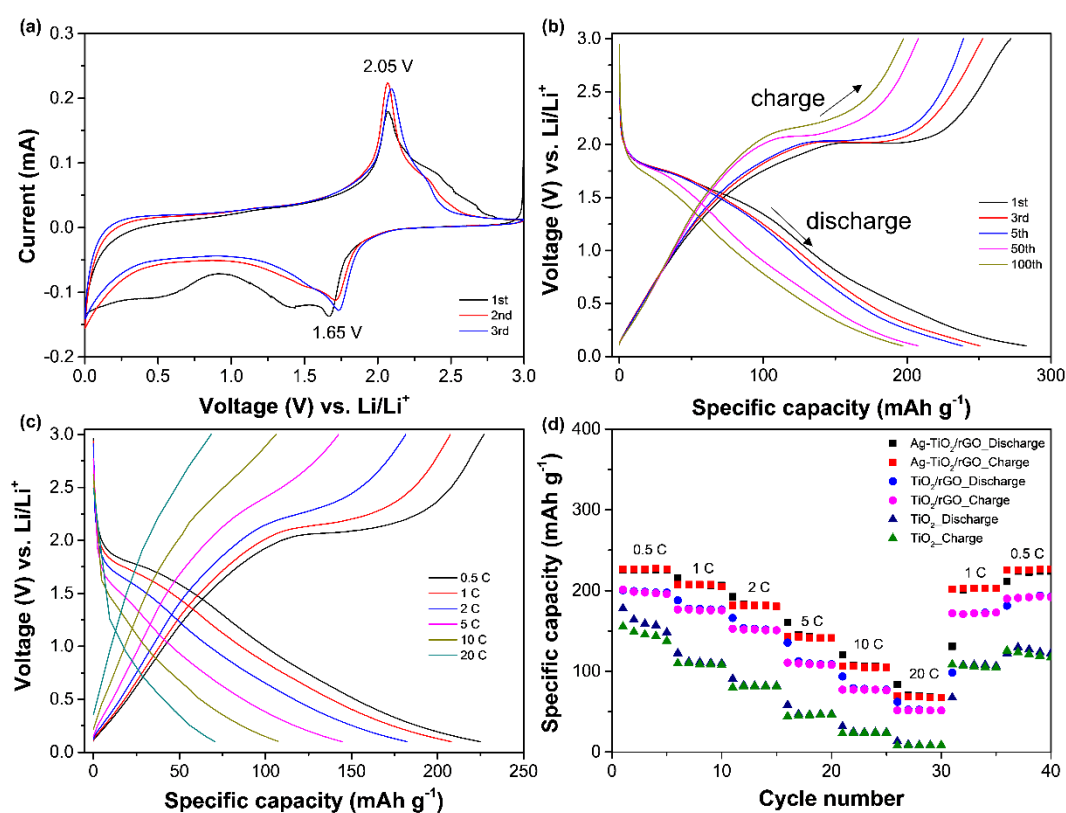 (a)
0.3
0.2
0.1
0.0
-0.1
-0.2
Current (mA)
2.05 V
1.65 V
1st
2nd
3rd
0.0 0.5 1.0 1.5 2.0 2.5 3.0
Voltage (V) vs. Li/Li⁺
(b)
3.0
2.5
2.0
1.5
1.0
0.5
0.0
Voltage (V) vs. Li/Li⁺
charge
discharge
1st
3rd
5th
50th
100th
0 100 200 300
Specific capacity (mAh g⁻¹)
(c)
3.0
2.5
2.0
1.5
1.0
0.5
0.0
Voltage (V) vs. Li/Li⁺
0.5 C
1 C
2 C
5 C
10 C
20 C
0 50 100 150 200 250
Specific capacity (mAh g⁻¹)
(d)
400
300
200
100
0
Specific capacity (mAh g⁻¹)
Ag-TiO₂/rGO_Discharge
Ag-TiO₂/rGO_Charge
TiO₂/rGO_Discharge
TiO₂/rGO_Charge
TiO₂_Discharge
TiO₂_Charge
0.5 C
1 C
2 C
5 C
10 C
20 C
1 C
0.5 C
0 10 20 30 40
Cycle number